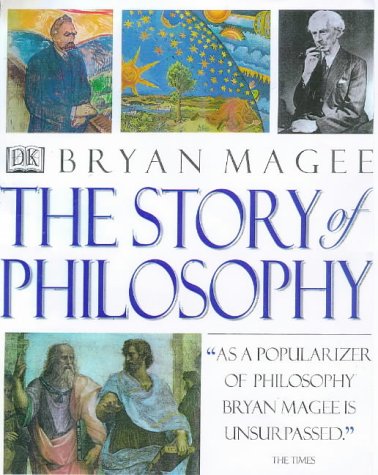 DK BRYAN MAGEE
THE STORY of
PHILOSOPHY
“AS A POPULARIZER
OF PHILOSOPHY
BRYAN MAGEE IS
UNSURPASSED.”
THE TIMES